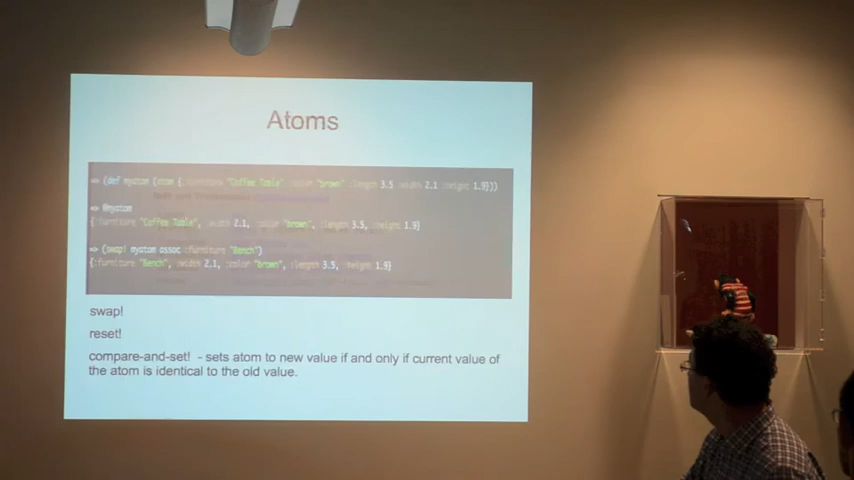 Atoms
=> (def myatom (atom {:furniture "Coffee Table" :color "brown" :length 3.5 :width 2.1 :height 1.9}))
=> @myatom
{:furniture "Coffee Table", :width 2.1, :color "brown", :length 3.5, :height 1.9}
=> (swap! myatom assoc :furniture "Bench")
{:furniture "Bench", :width 2.1, :color "brown", :length 3.5, :height 1.9}
swap!
reset!
compare-and-set! - sets atom to new value if and only if current value of
the atom is identical to the old value.